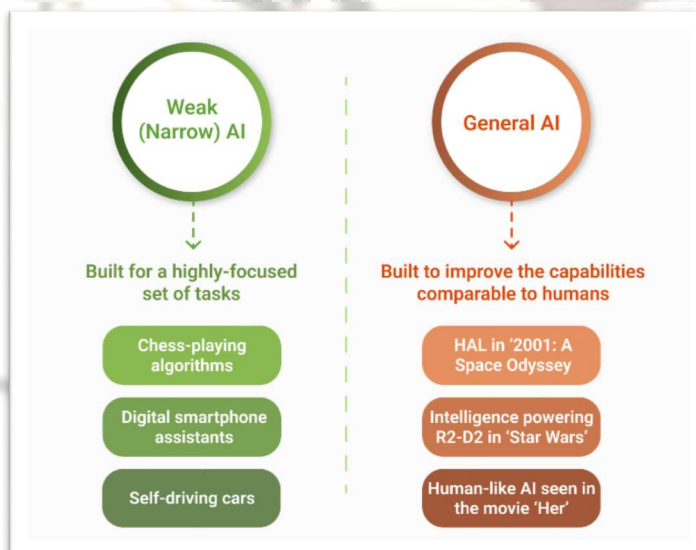 Weak
(Narrow) AI
Built for a highly-focused
set of tasks
Chess-playing
algorithms
Digital smartphone
assistants
Self-driving cars
General AI
Built to improve the capabilities
comparable to humans
HAL in ‘2001: A
Space Odyssey
Intelligence powering
R2-D2 in ‘Star Wars’
Human-like AI seen in
the movie ‘Her’